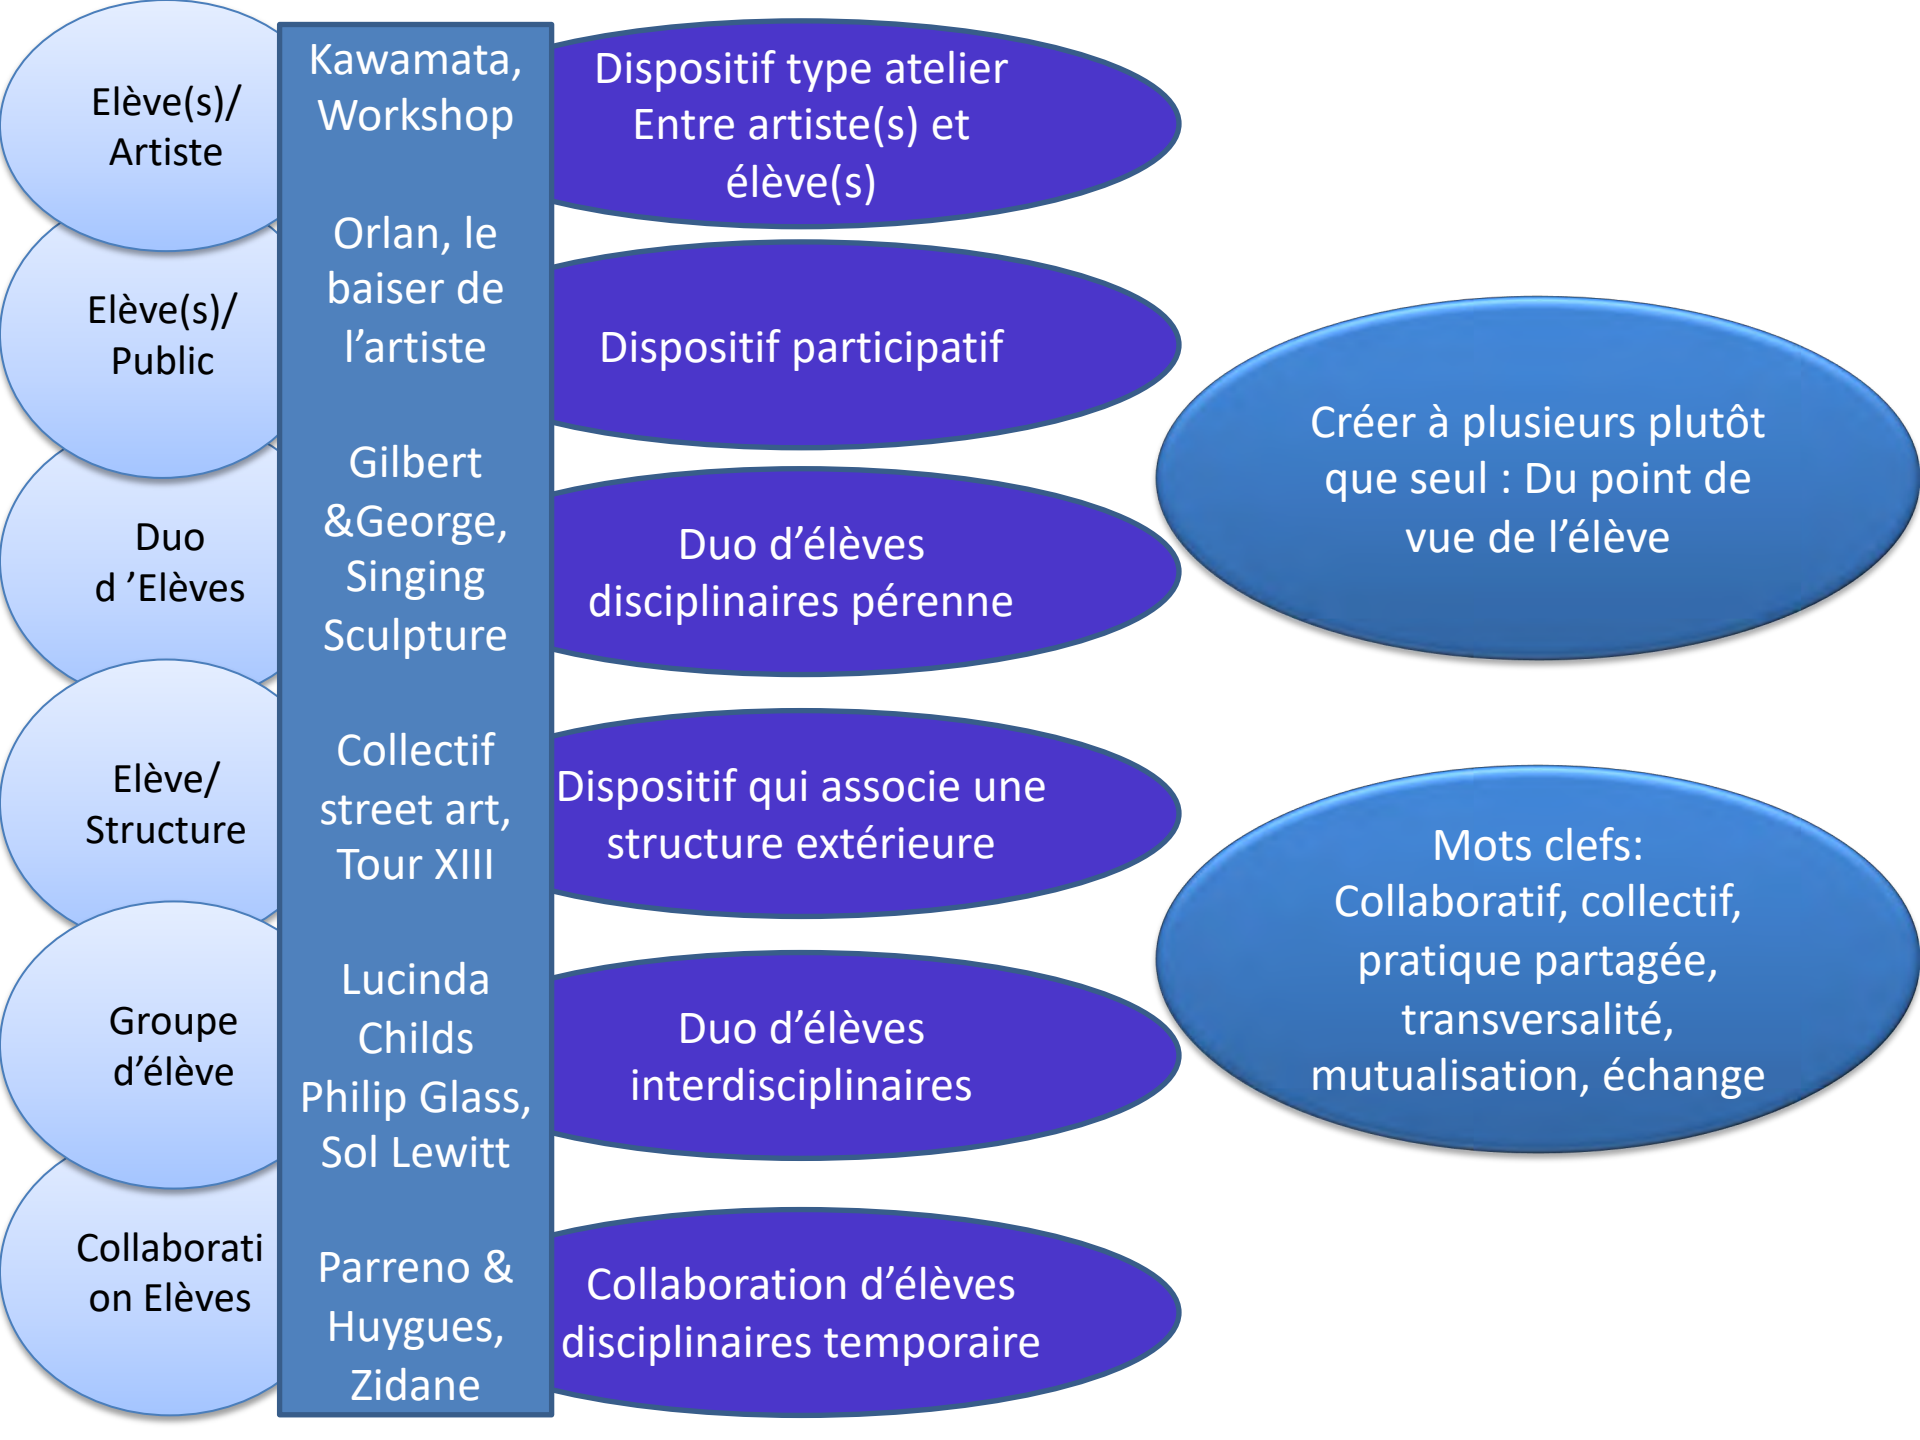 Elève(s)/
Artiste
Elève(s)/
Public
Duo
d ’Elèves
Elève/
Structure
Groupe
d’élève
Collaborati
on Elèves
Kawamata,
Workshop
Orlan, le
baiser de
l’artiste
Gilbert
&George,
Singing
Sculpture
Collectif
street art,
Tour XIII
Lucinda
Childs
Philip Glass,
Sol Lewitt
Parreno &
Huygues,
Zidane
Dispositif type atelier
Entre artiste(s) et
élève(s)
Dispositif participatif
Duo d’élèves
disciplinaires pérenne
Dispositif qui associe une
structure extérieure
Duo d’élèves
interdisciplinaires
Collaboration d’élèves
disciplinaires temporaire
Créer à plusieurs plutôt
que seul : Du point de
vue de l’élève
Mots clefs:
Collaboratif, collectif,
pratique partagée,
transversalité,
mutualisation, échange